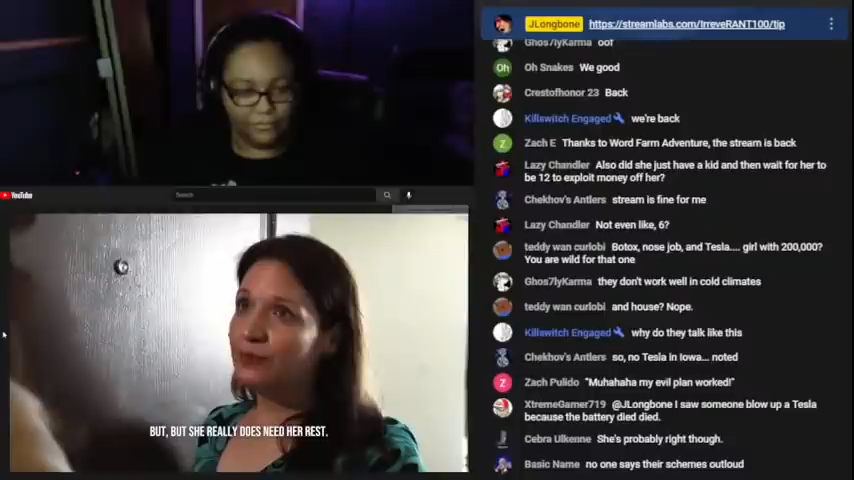 JLongbone https://streamlabs.com/IrreveRANT100/tip
Ghos7lyKarma oof
Oh Oh Snakes We good
Crestofhonor 23 Back
Killswitch Engaged we're back
Z Zach E Thanks to Word Farm Adventure, the stream is back
Lazy Chandler Also did she just have a kid and then wait for her to
be 12 to exploit money off her?
YouTube
Search
Chekhov's Antlers stream is fine for me
Lazy Chandler Not even like, 6?
teddy wan curlobi Botox, nose job, and Tesla.... girl with 200,000?
You are wild for that one
Ghos7lyKarma they don't work well in cold climates
teddy wan curlobi and house? Nope.
Killswitch Engaged why do they talk like this
Chekhov's Antlers so, no Tesla in Iowa... noted
Z Zach Pulido "Muhahaha my evil plan worked!"
XtremeGamer719 @JLongbone I saw someone blow up a Tesla
because the battery died died.
Cebra Ulkenne She's probably right though.
Basic Name no one says their schemes outloud
BUT, BUT SHE REALLY DOES NEED HER REST.